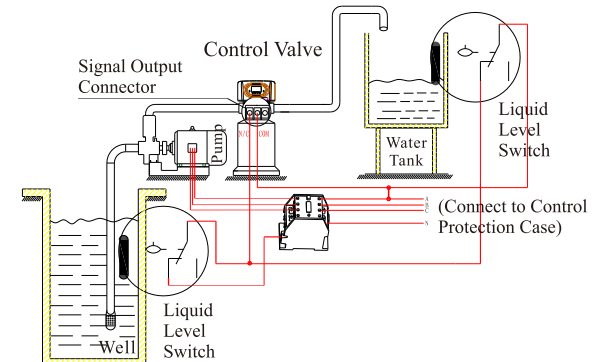 Control Valve
Signal Output
Connector
N/O COM
Pump
Water
Tank
Liquid
Level
Switch
A
B
C
N
(Connect to Control
Protection Case)
Well
Liquid
Level
Switch